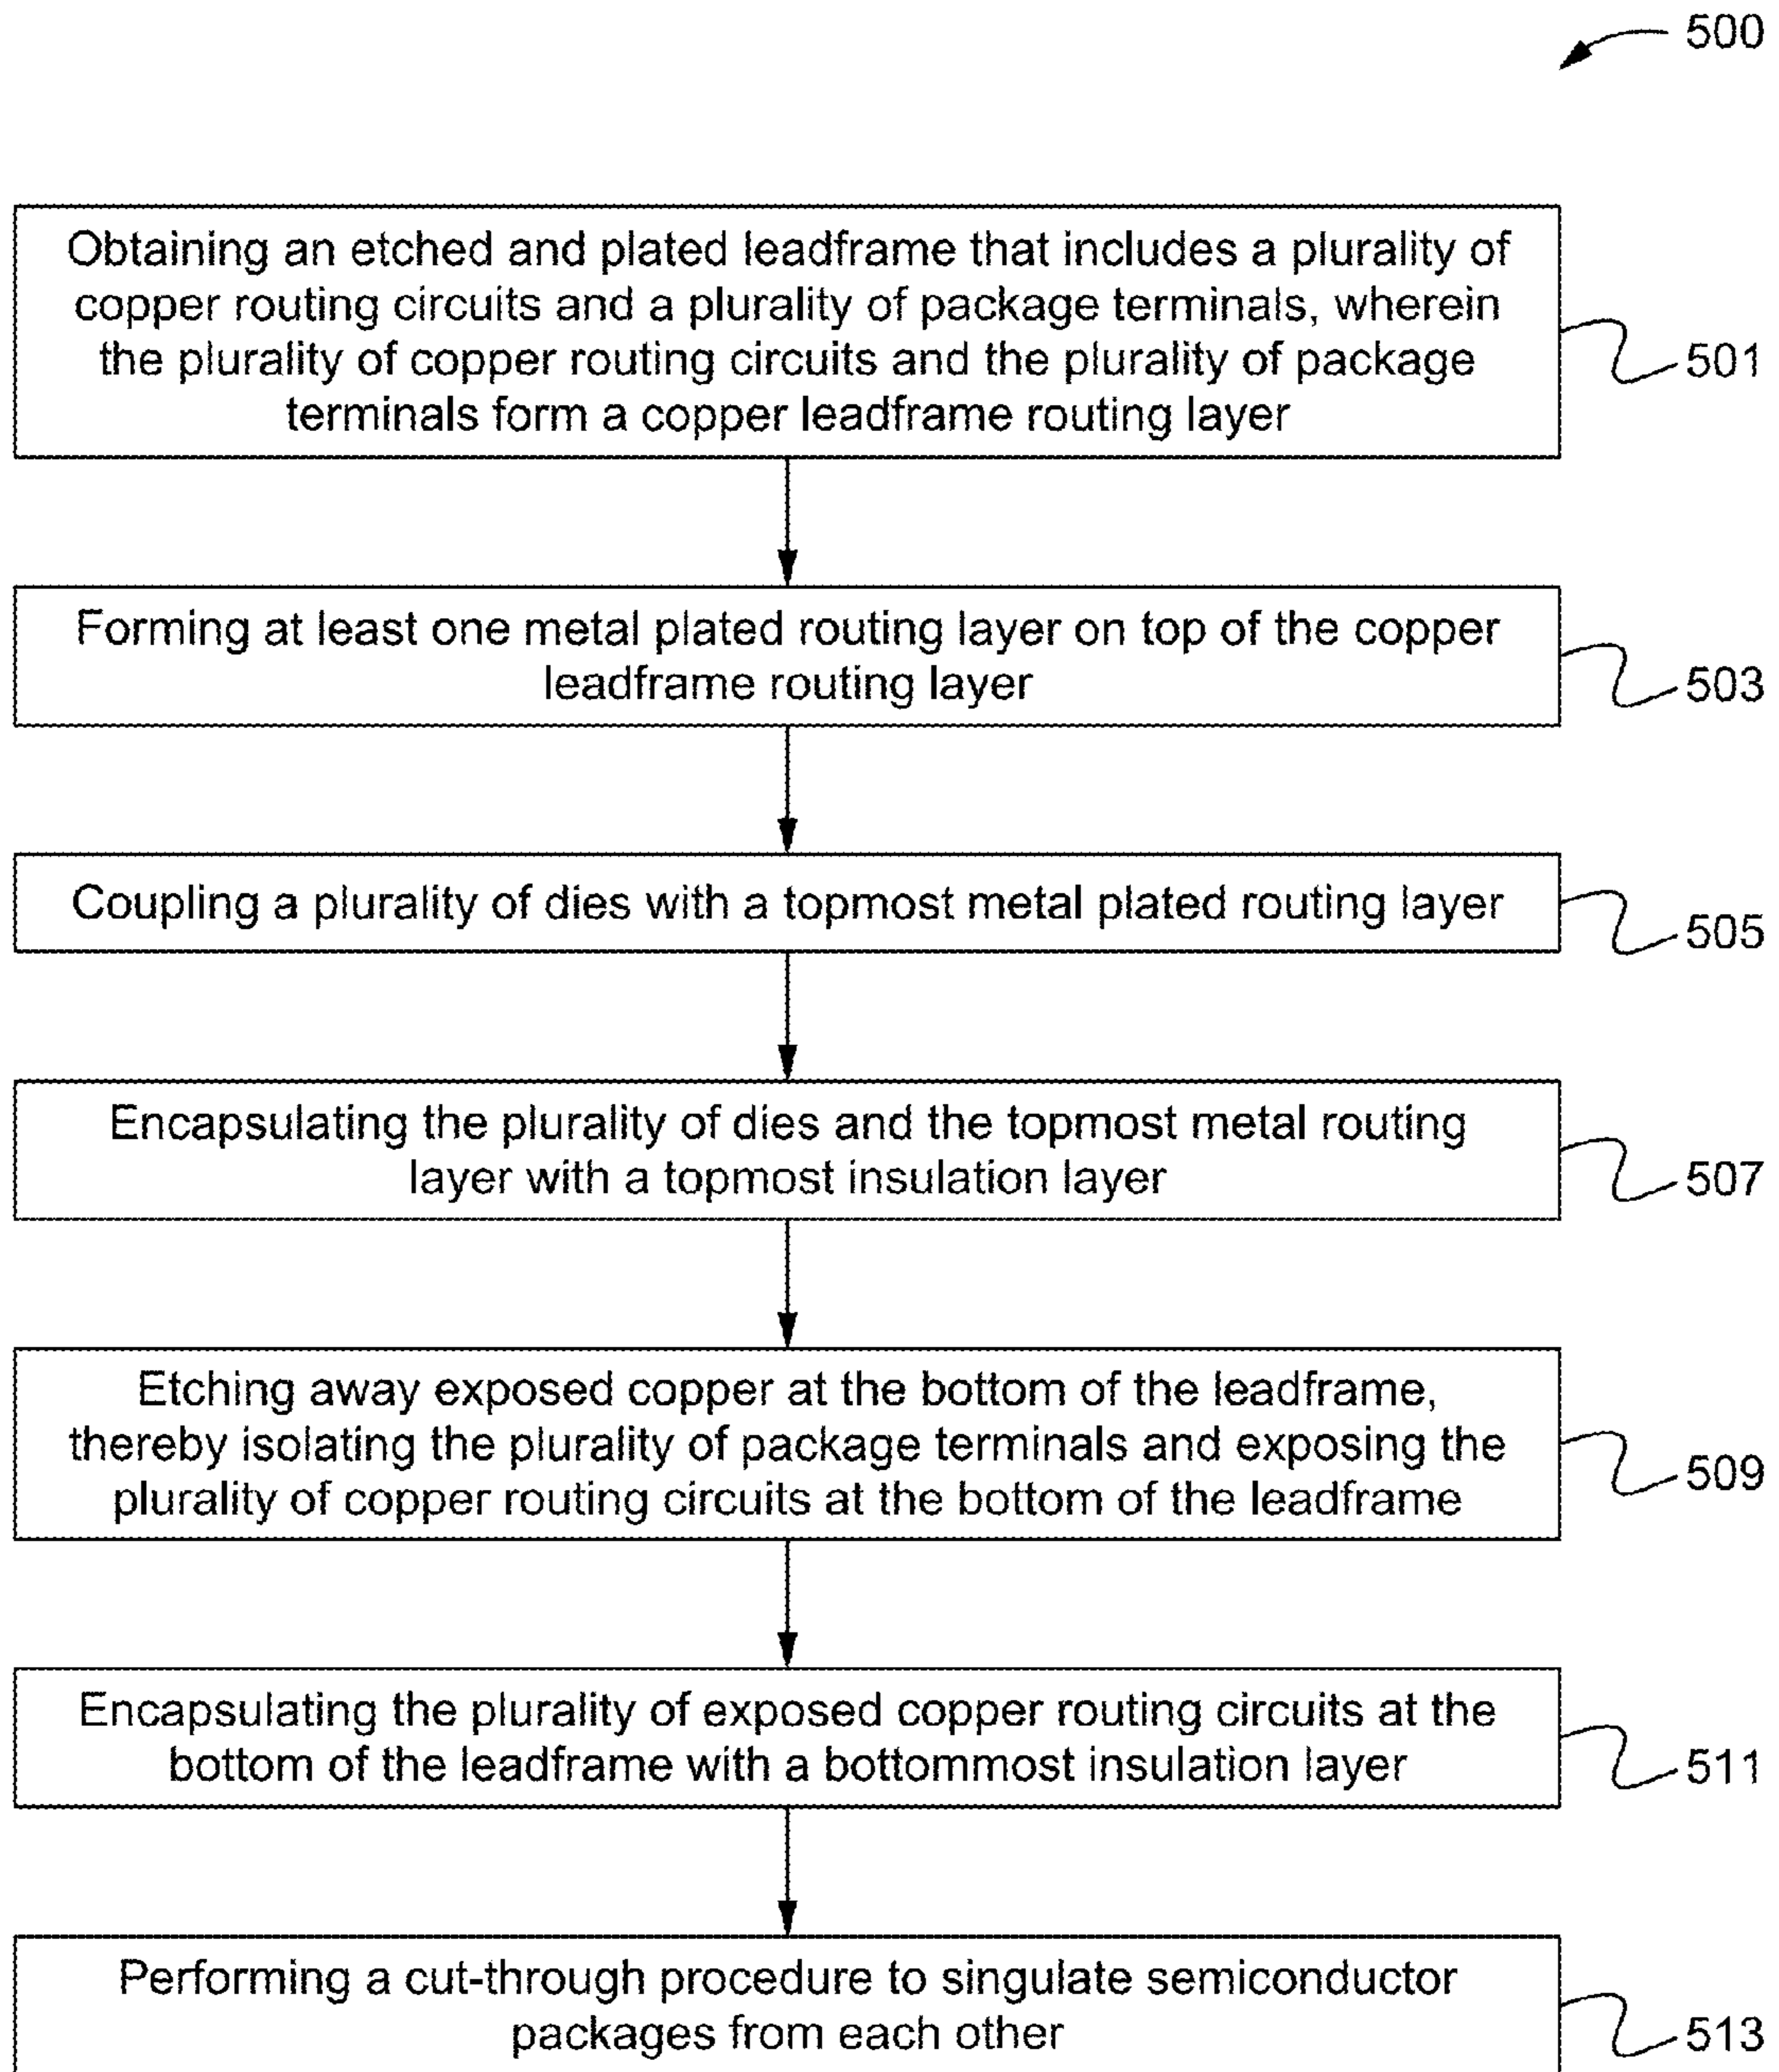 500
Obtaining an etched and plated leadframe that includes a plurality of
copper routing circuits and a plurality of package terminals, wherein
the plurality of copper routing circuits and the plurality of package
terminals form a copper leadframe routing layer
501
Forming at least one metal plated routing layer on top of the copper
leadframe routing layer
503
Coupling a plurality of dies with a topmost metal plated routing layer
505
Encapsulating the plurality of dies and the topmost metal routing
layer with a topmost insulation layer
507
Etching away exposed copper at the bottom of the leadframe,
thereby isolating the plurality of package terminals and exposing the
plurality of copper routing circuits at the bottom of the leadframe
509
Encapsulating the plurality of exposed copper routing circuits at the
bottom of the leadframe with a bottommost insulation layer
511
Performing a cut-through procedure to singulate semiconductor
packages from each other
513